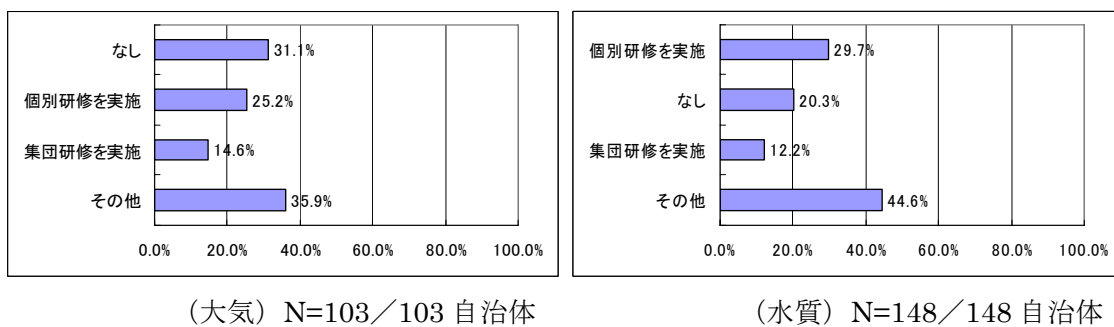 なし
31.1%
個別研修を実施
25.2%
集団研修を実施
14.6%
その他
35.9%
0.0% 20.0% 40.0% 60.0% 80.0% 100.0%
(大気)N=103/103 自治体
個別研修を実施
29.7%
なし
20.3%
集団研修を実施
12.2%
その他
44.6%
0.0% 20.0% 40.0% 60.0% 80.0% 100.0%
(水質)N=148/148 自治体